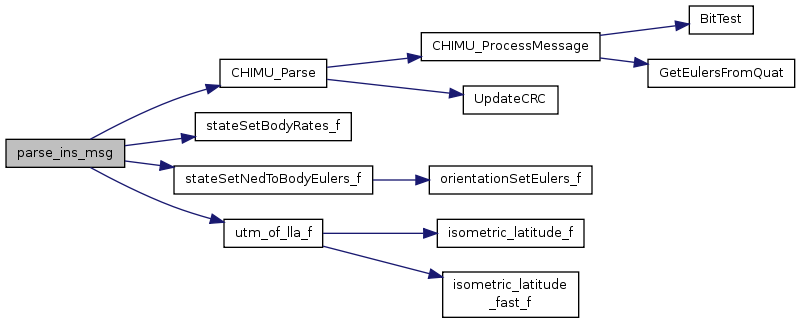 BitTest
CHIMU_ProcessMessage
CHIMU_Parse
GetEulersFromQuat
UpdateCRC
stateSetBodyRates_f
parse_ins_msg
stateSetNedToBodyEulers_f
orientationSetEulers_f
utm_of_lla_f
isometric_latitude_f
isometric_latitude
_fast_f